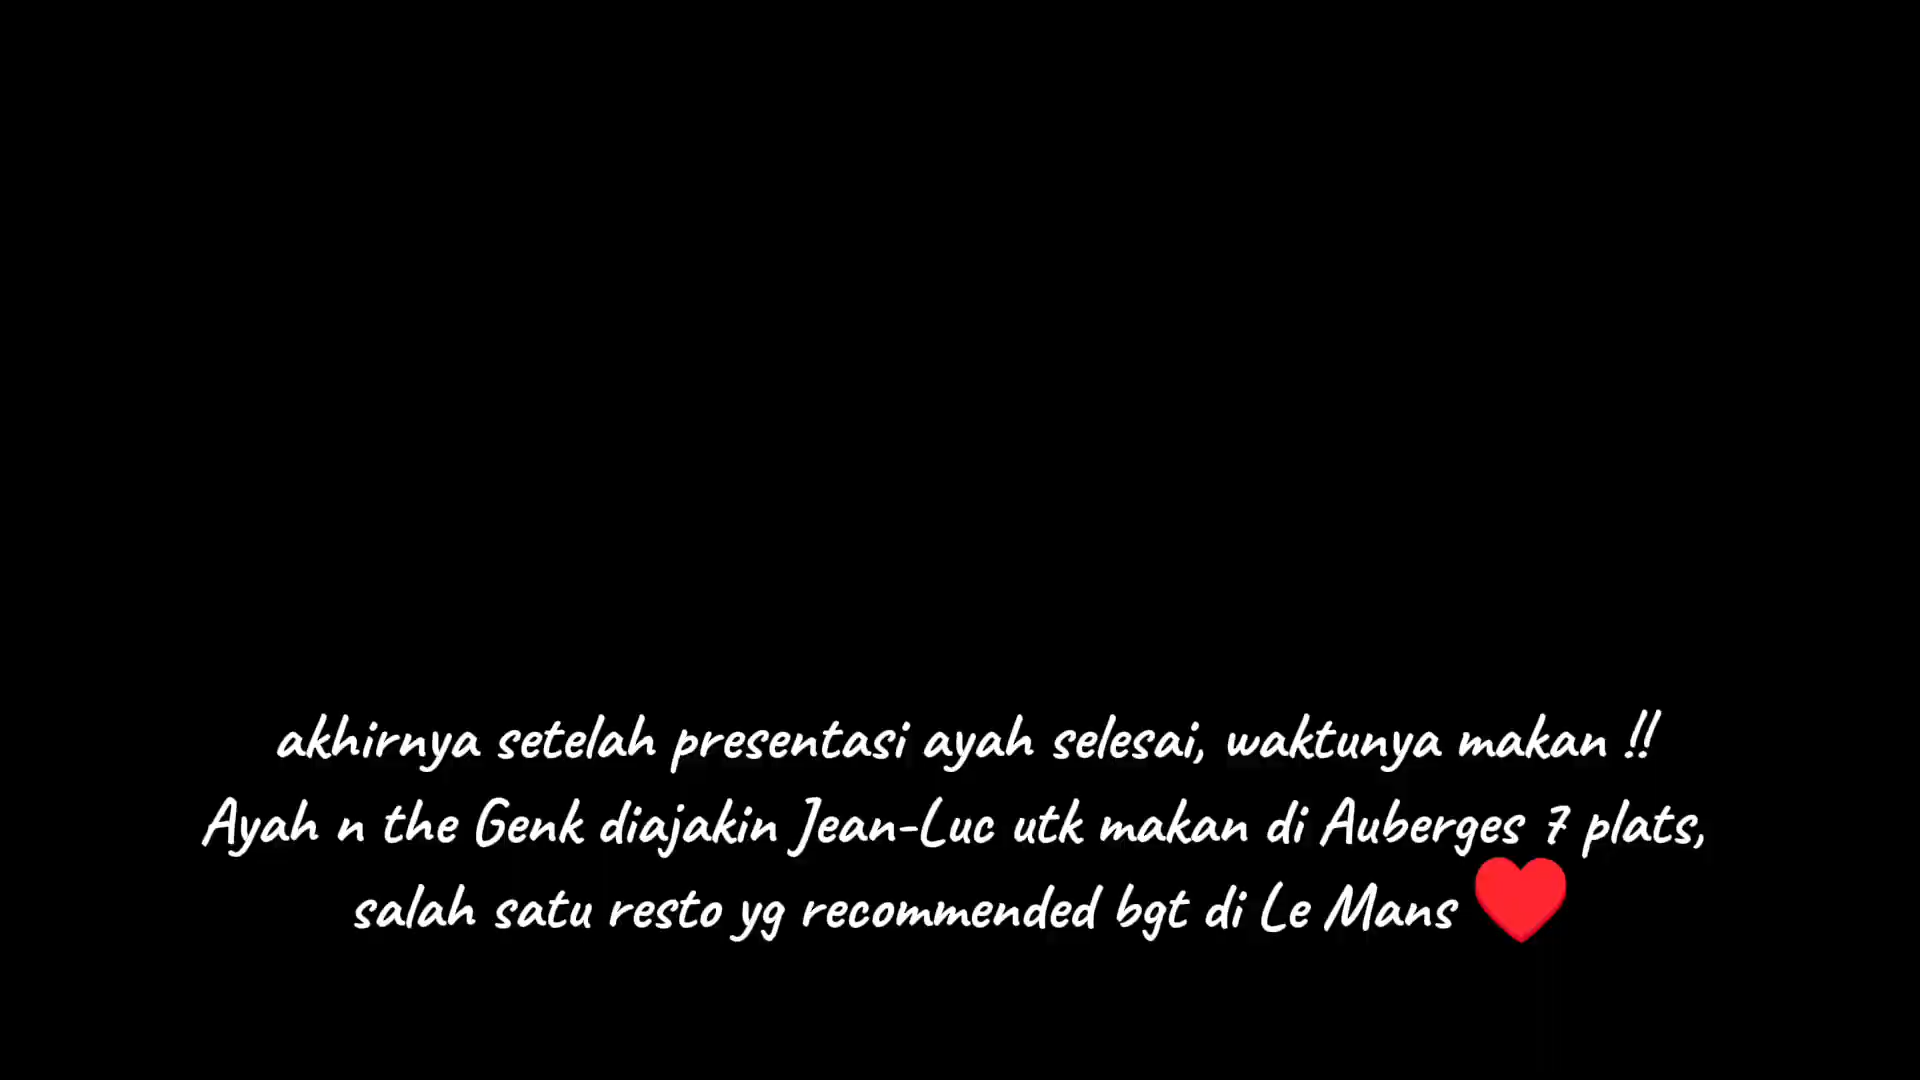 akhirnya setelah presentasi ayah selesai, waktunya makan !!
Ayah n the Genk diajakin Jean-Luc utk makan di Auberges 7 plats,
salah satu resto yg recommended bgt di Le Mans ❤️